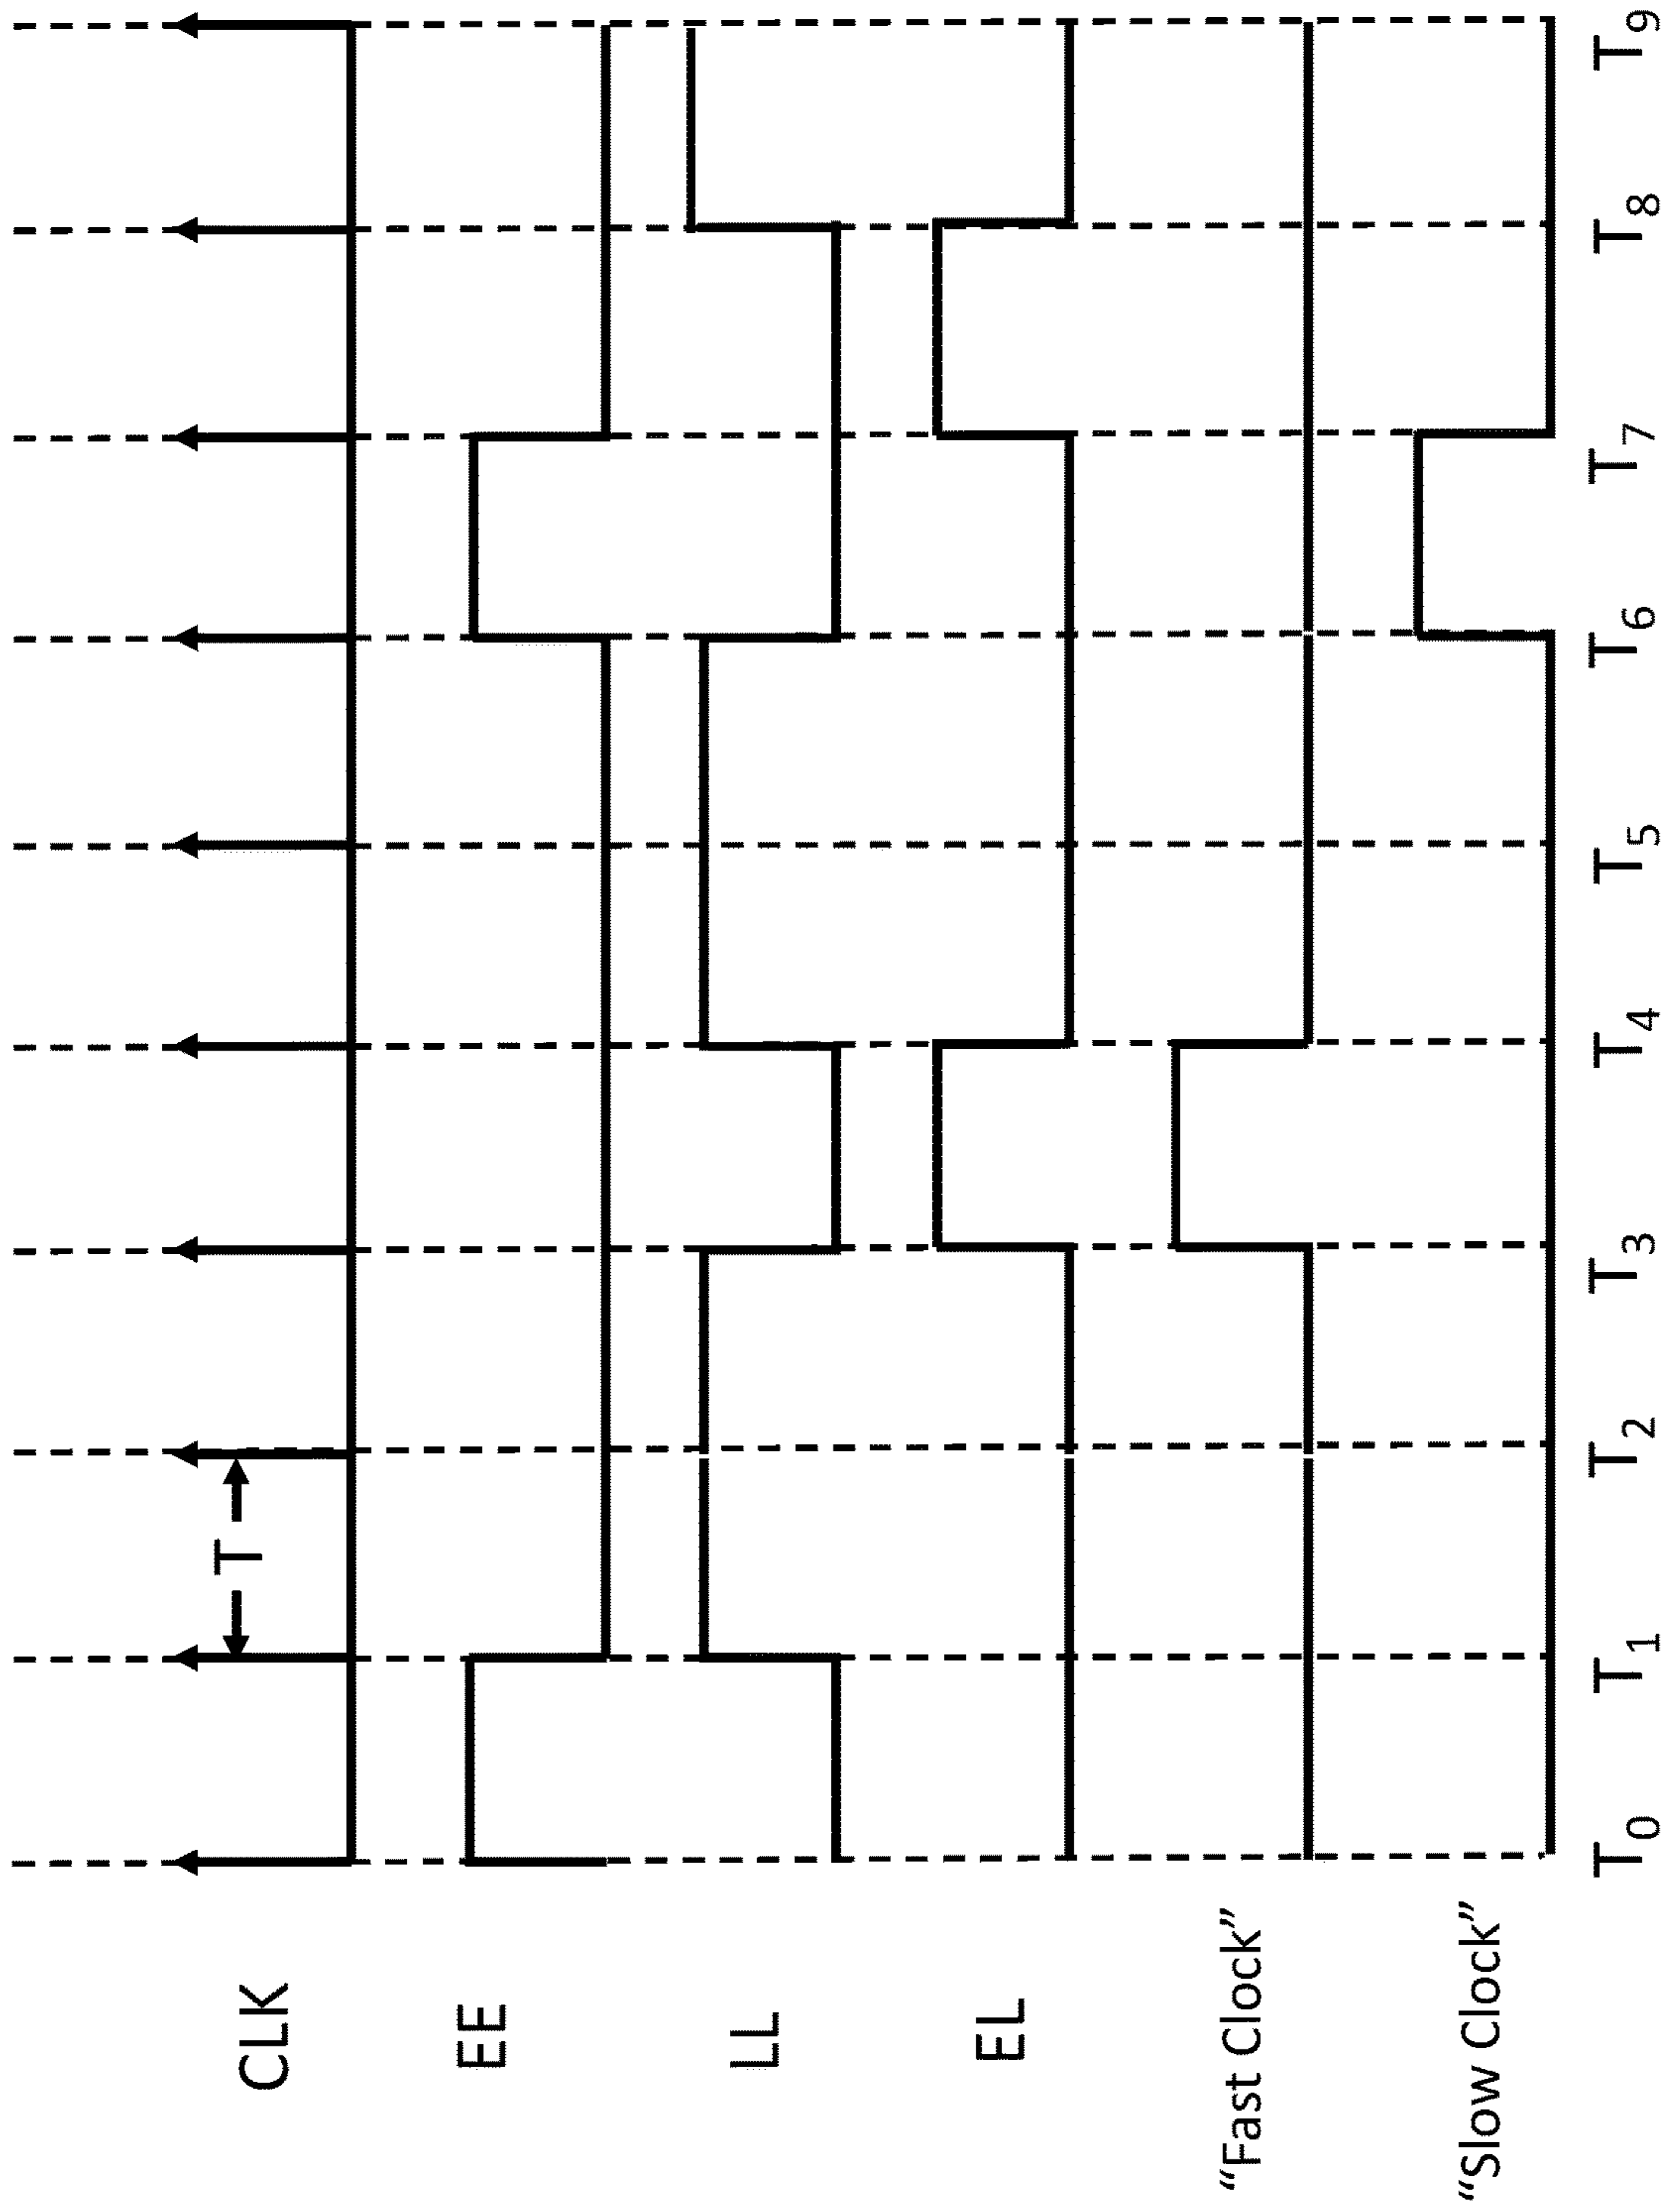 CLK
T
EE
LL
EL
“Fast Clock”
“Slow Clock”
T0 T1 T2 T3 T4 T5 T6 T7 T8 T9